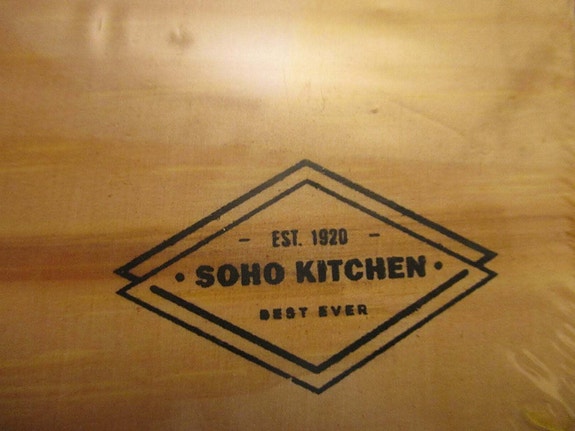 - EST. 1920 -
• SOHO KITCHEN •
BEST EVER